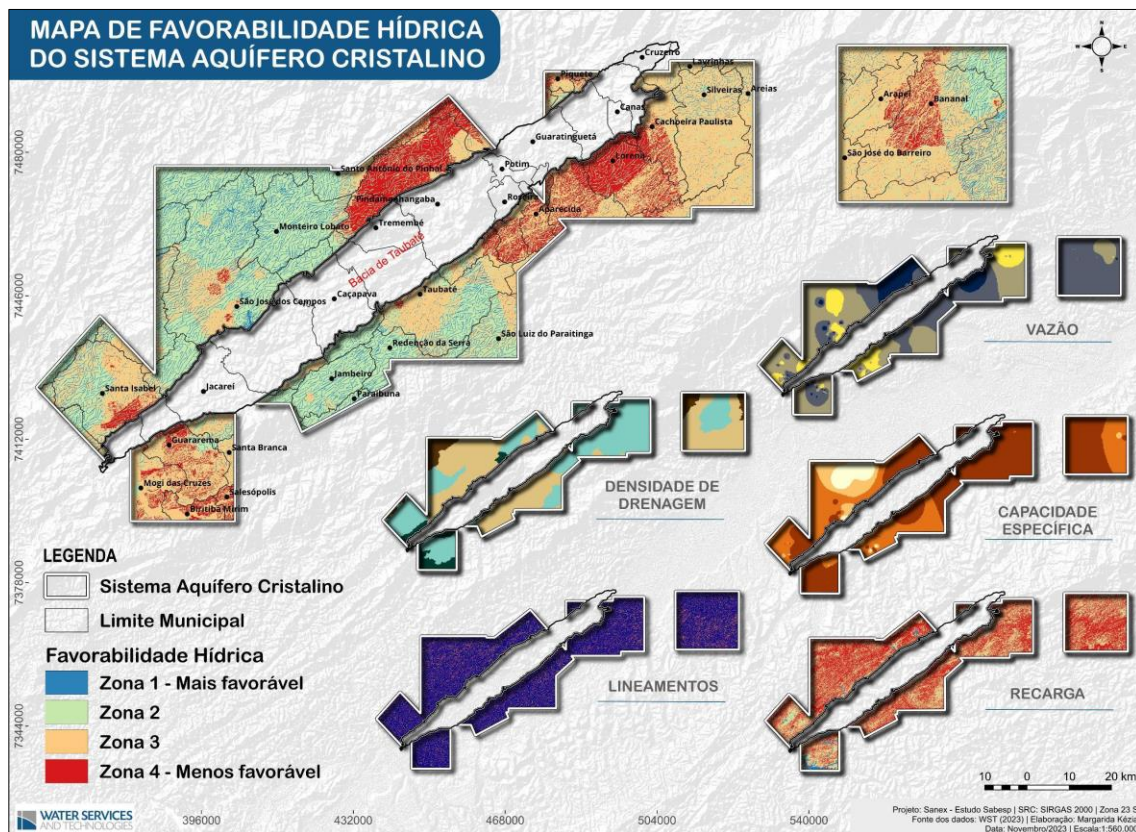 MAPA DE FAVORABILIDADE HÍDRICA
DO SISTEMA AQUÍFERO CRISTALINO
N
W
E
S
Cruzeiro
Lavrinhas
Piquete
Silveiras
Areias
Canas
Cachoeira Paulista
Guaratinguetá
Lorena
Potim
Santo Antônio do Pinhal
Pindamonhangaba
Roseira
Aparecida
Tremembé
Monteiro Lobato
Bacia de Taubaté
Taubaté
Caçapava
São José dos Campos
São Luiz do Paraitinga
Redenção da Serra
Jambeiro
Paraibuna
Santa Isabel
Jacareí
Guararema
Santa Branca
Mogi das Cruzes
Salesópolis
Biritiba Mirim
Arapeí
Bananal
São José do Barreiro
VAZÃO
DENSIDADE DE
DRENAGEM
CAPACIDADE
ESPECÍFICA
LINEAMENTOS
RECARGA
7480000
7446000
7412000
7378000
7344000
LEGENDA
Sistema Aquífero Cristalino
Limite Municipal
Favorabilidade Hídrica
Zona 1 - Mais favorável
Zona 2
Zona 3
Zona 4 - Menos favorável
10 0 10 20 km
WATER SERVICES
AND TECHNOLOGIES
396000 432000 468000 504000 540000
Projeto: Sanex - Estudo Sabesp | SRC: SIRGAS 2000 | Zona 23 S
Fonte dos dados: WST (2023) | Elaboração: Margarida Kézia
Data: Novembro/2023 | Escala:1:560.000